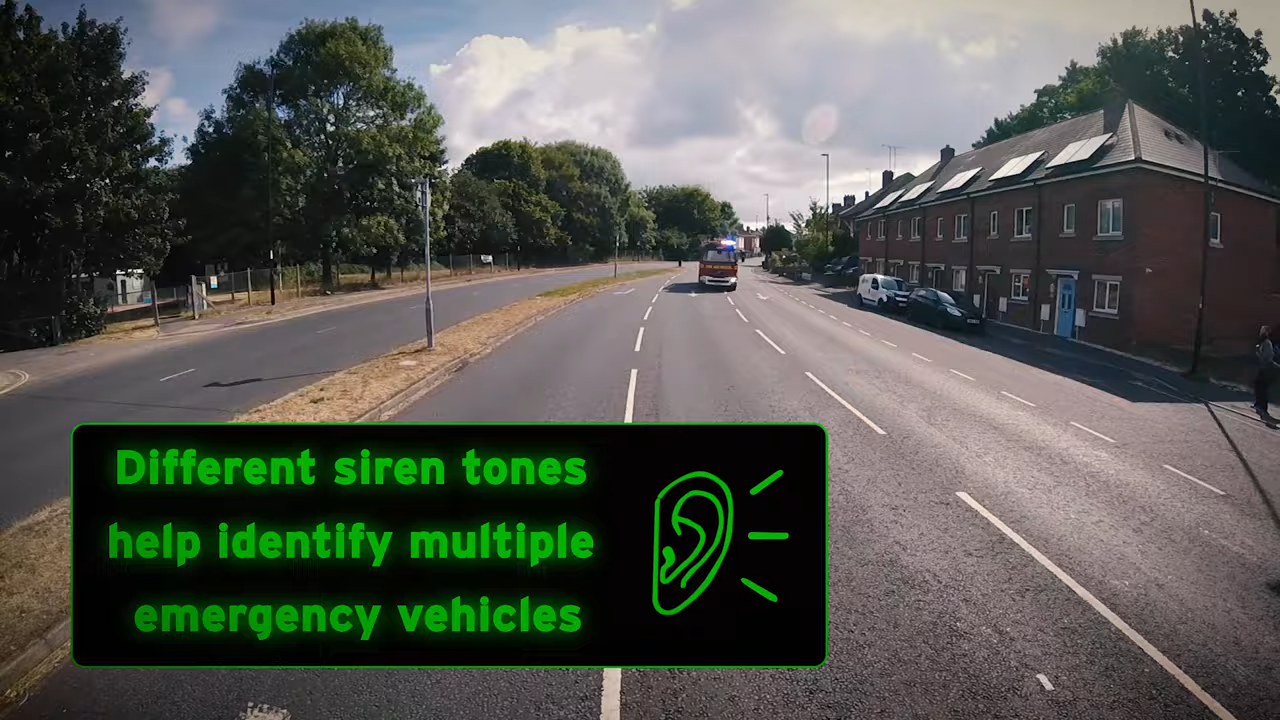 Different siren tones
help identify multiple
emergency vehicles